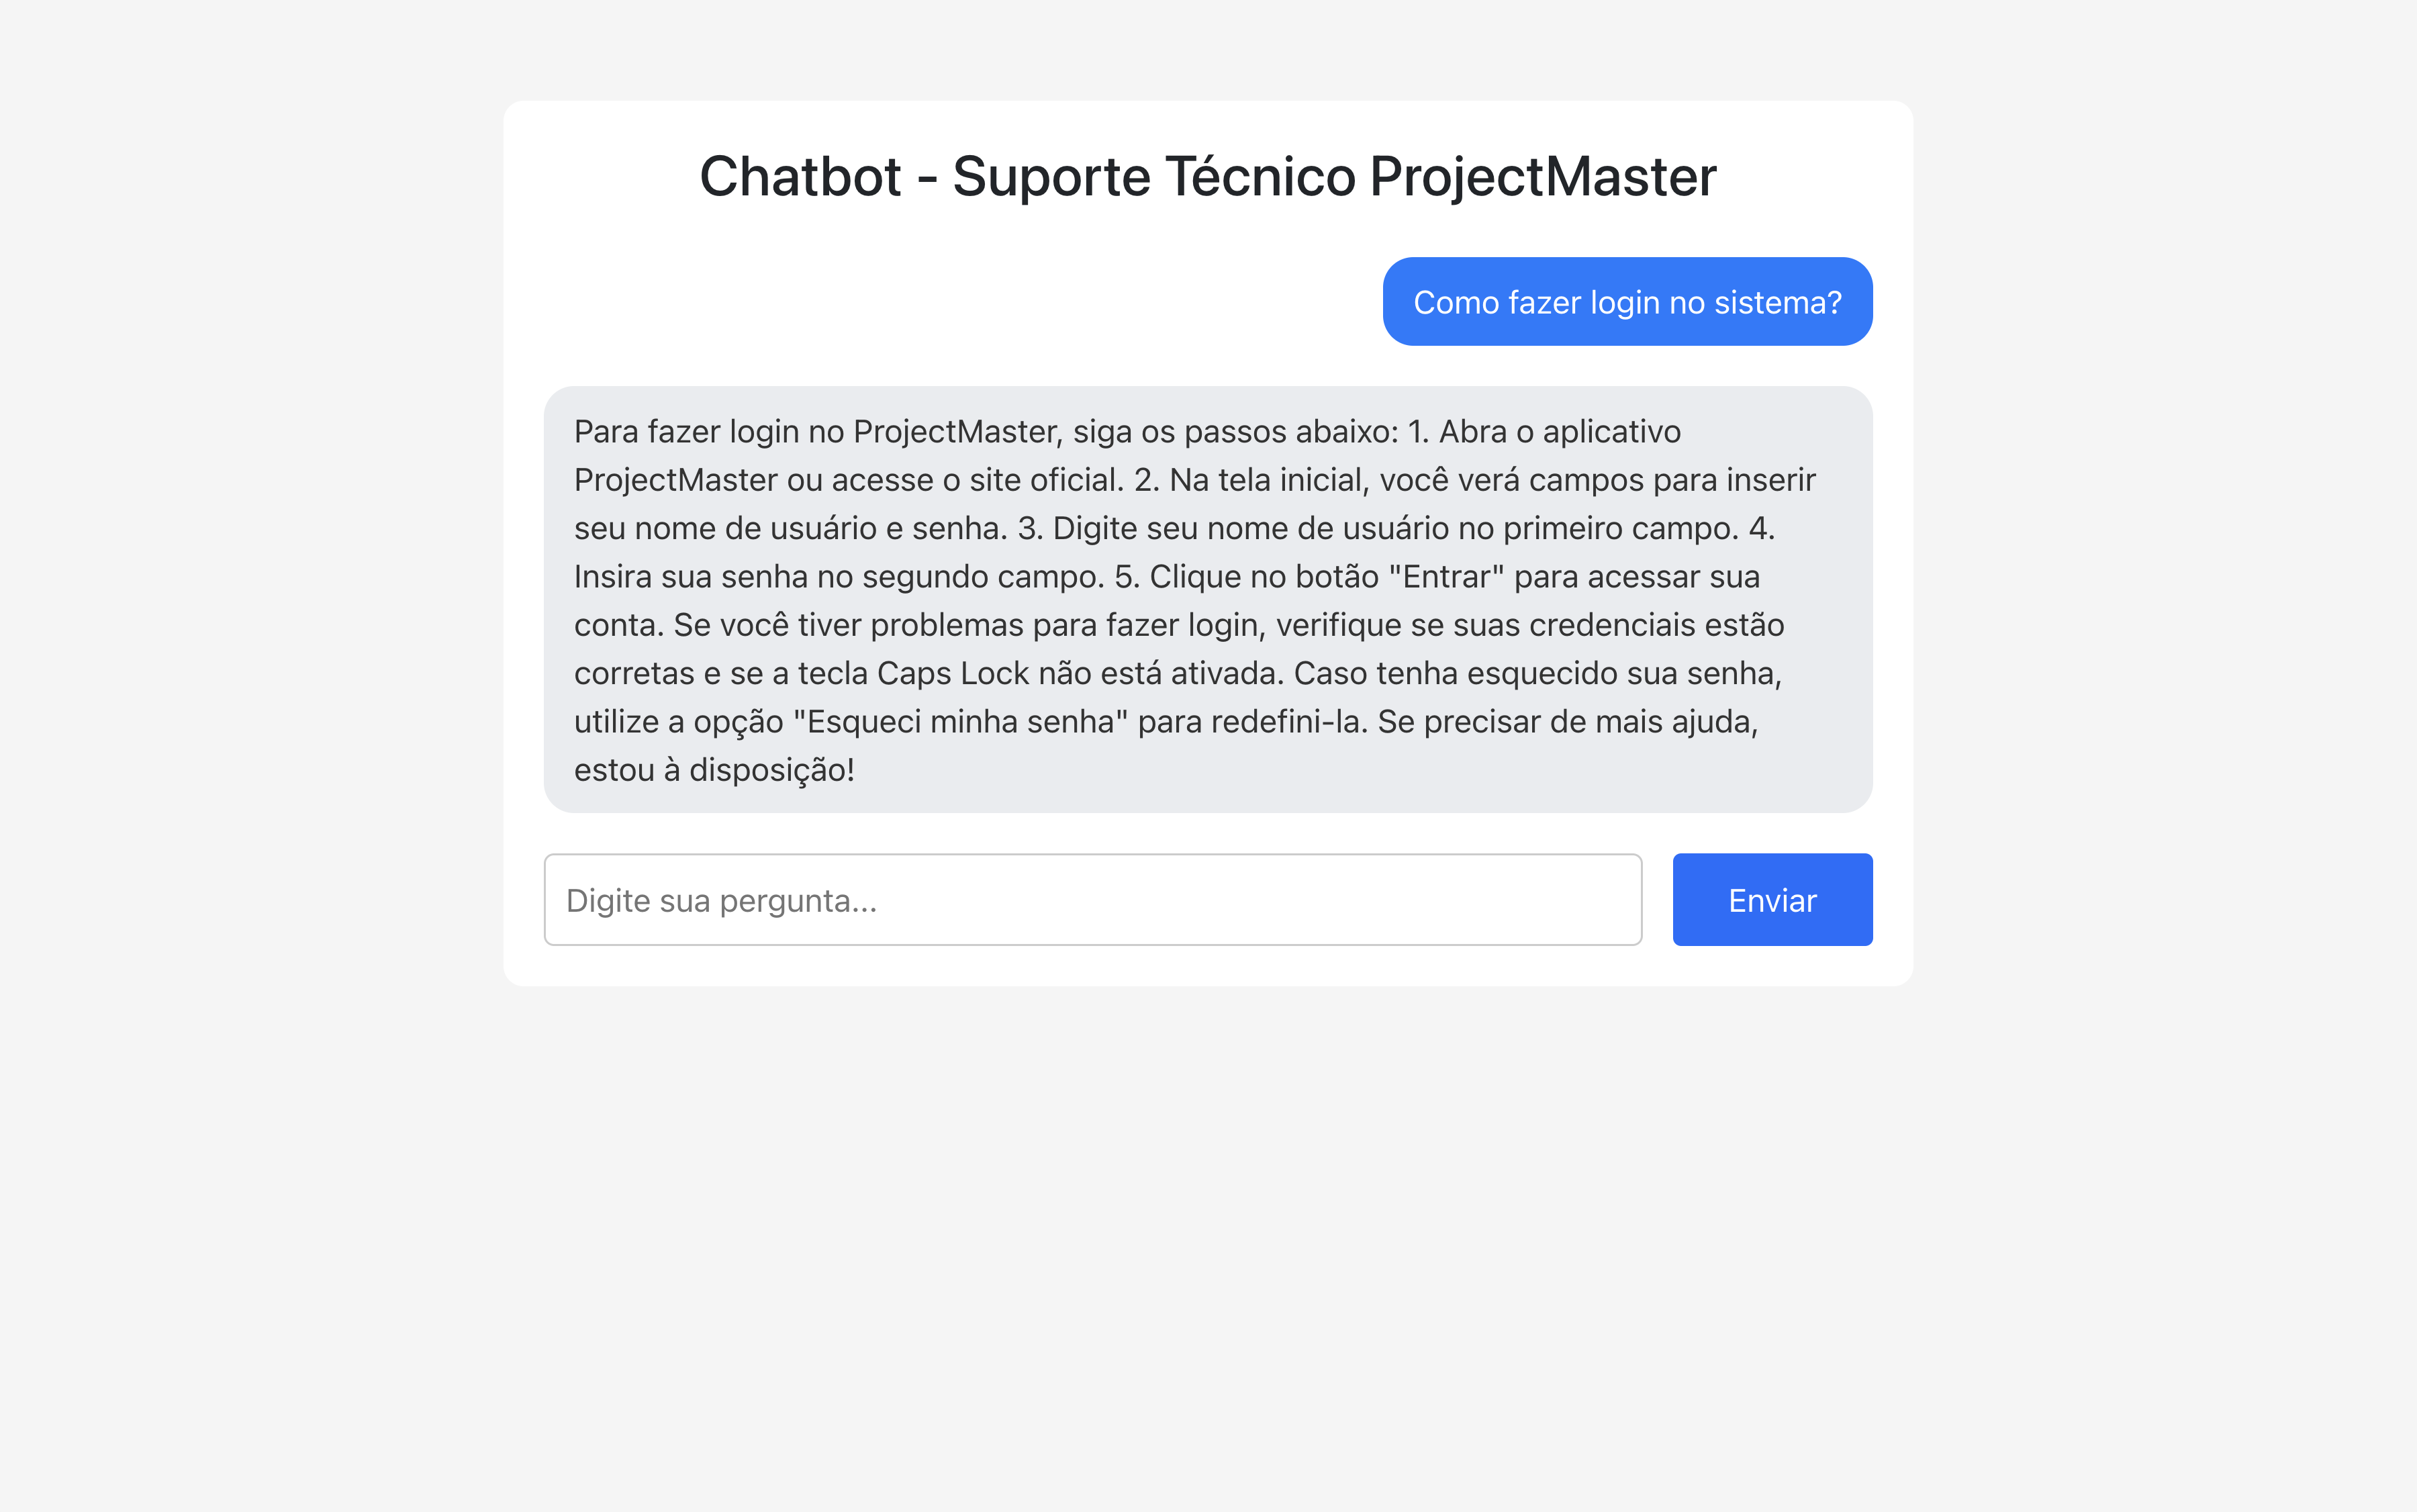 Chatbot - Suporte Técnico ProjectMaster
Como fazer login no sistema?
Para fazer login no ProjectMaster, siga os passos abaixo: 1. Abra o aplicativo
ProjectMaster ou acesse o site oficial. 2. Na tela inicial, você verá campos para inserir
seu nome de usuário e senha. 3. Digite seu nome de usuário no primeiro campo. 4.
Insira sua senha no segundo campo. 5. Clique no botão "Entrar" para acessar sua
conta. Se você tiver problemas para fazer login, verifique se suas credenciais estão
corretas e se a tecla Caps Lock não está ativada. Caso tenha esquecido sua senha,
utilize a opção "Esqueci minha senha" para redefini-la. Se precisar de mais ajuda,
estou à disposição!
Digite sua pergunta...
Enviar